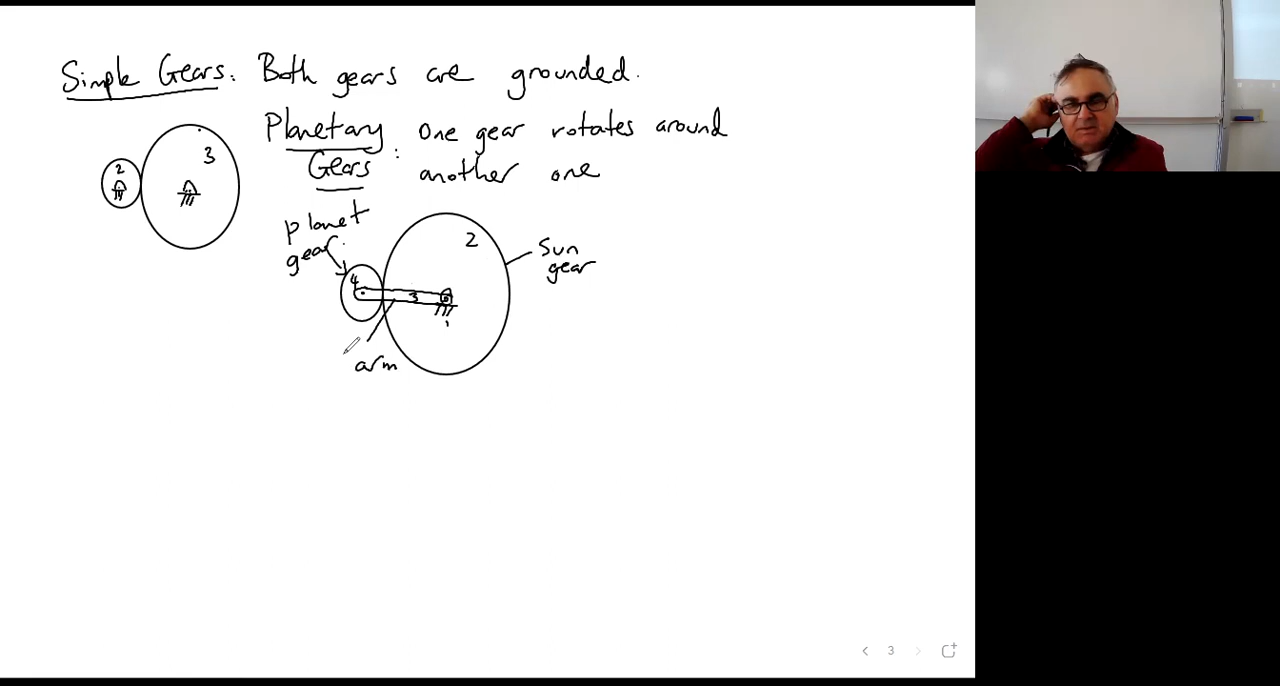 Simple Gears: Both gears are grounded.
Planetary Gears: One gear rotates around
another one
2
3
planet
gear
4
3
2
1
Sun
gear
arm
3